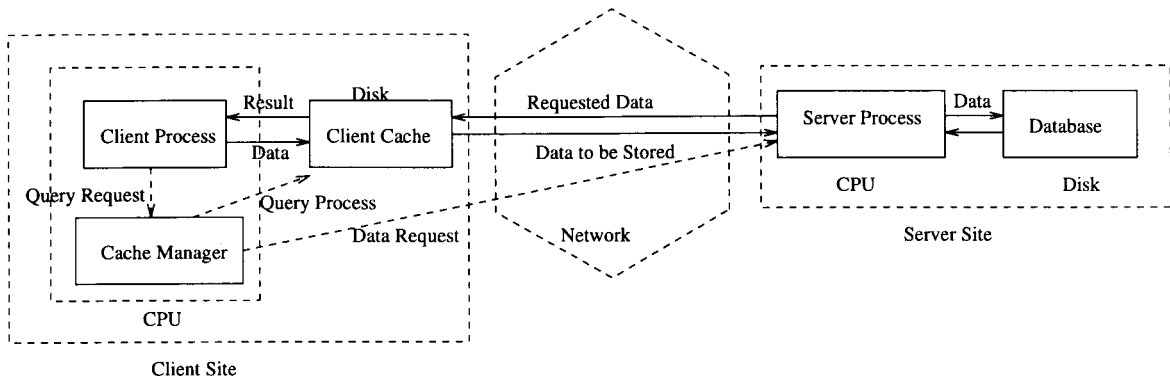 Result
Disk
Requested Data
Data
Client Process
Client Cache
Server Process
Database
Data
Data to be Stored
Query Request
Query Process
CPU
Disk
Cache Manager
Data Request
Network
Server Site
CPU
Client Site